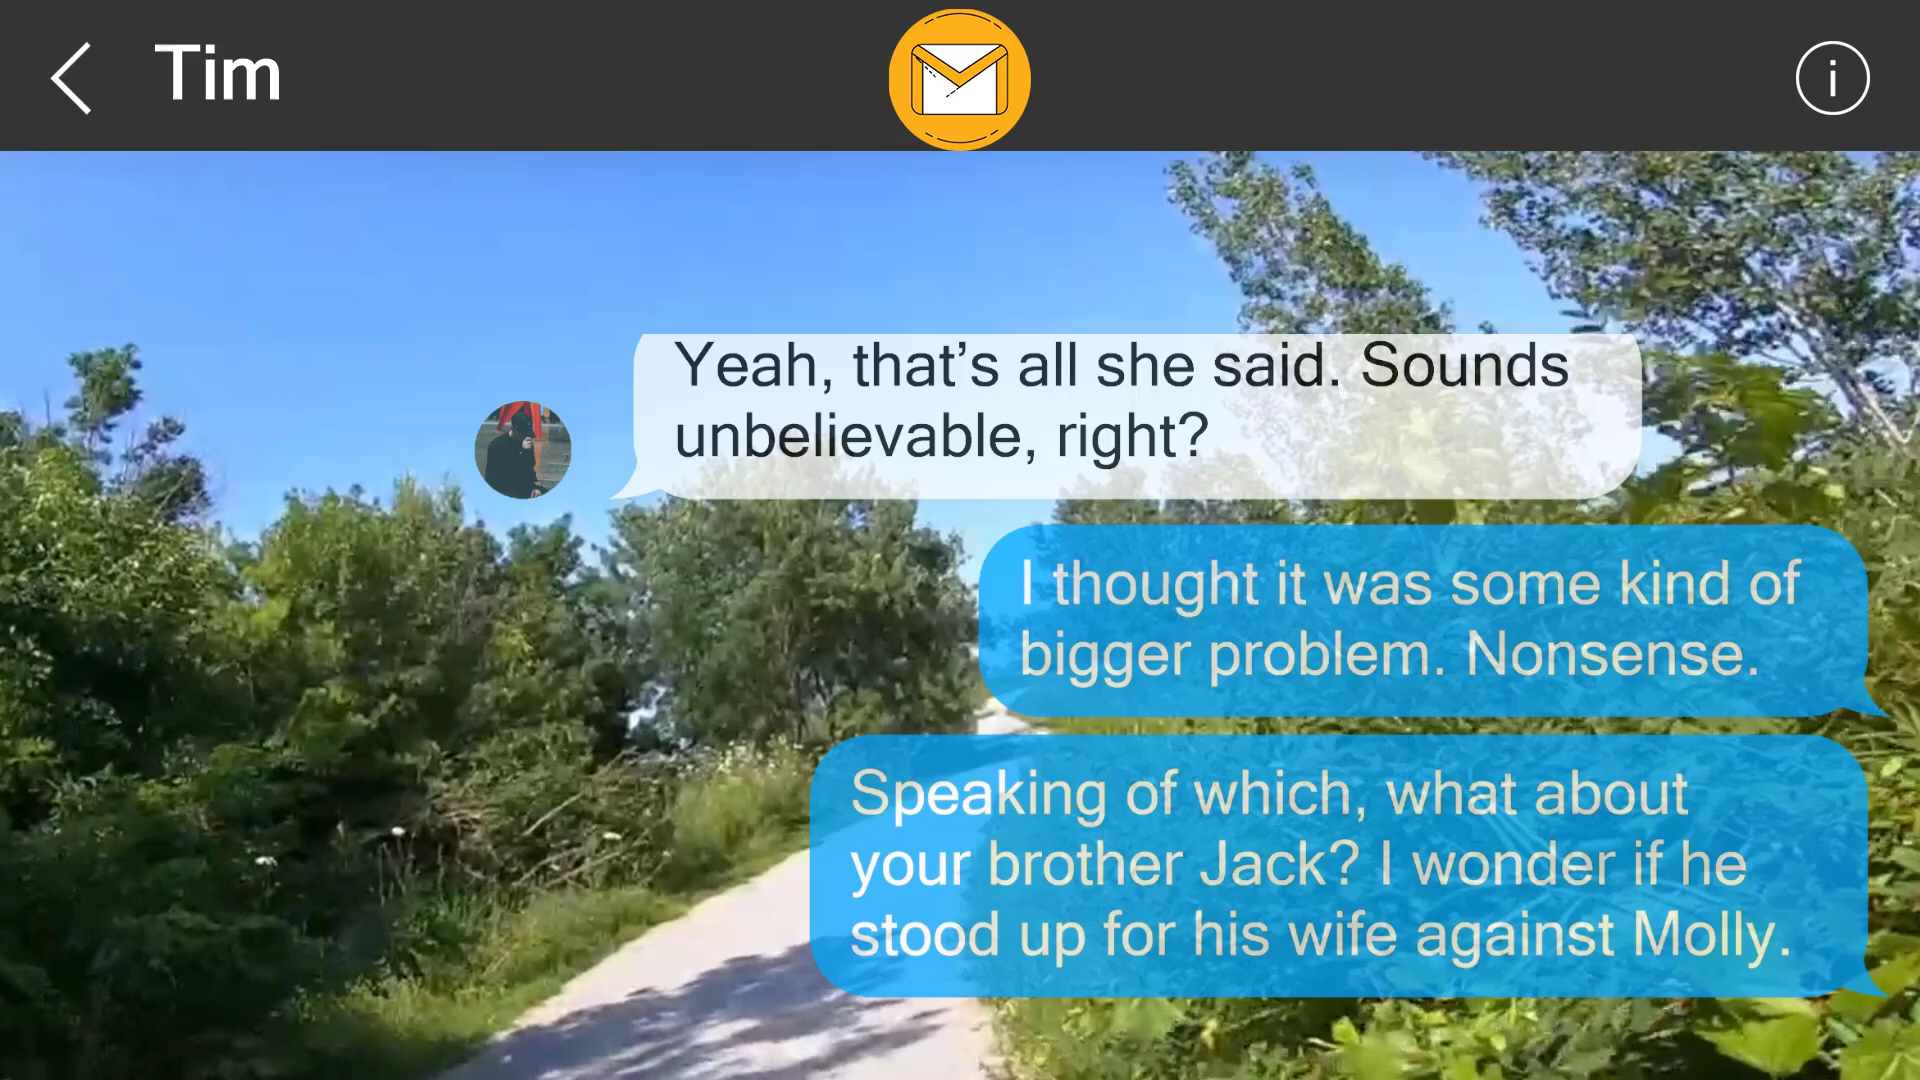 Tim
Yeah, that’s all she said. Sounds
unbelievable, right?
I thought it was some kind of
bigger problem. Nonsense.
Speaking of which, what about
your brother Jack? I wonder if he
stood up for his wife against Molly.